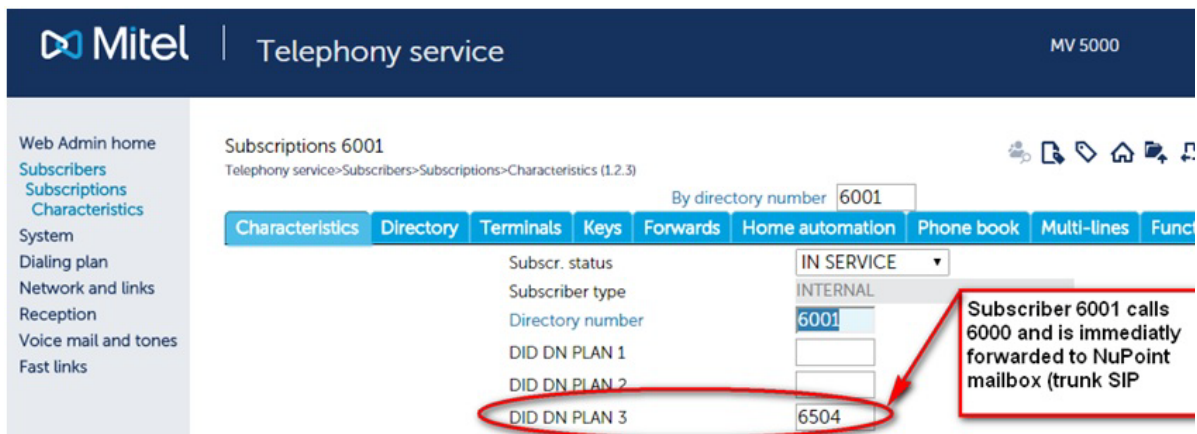 Mitel
Telephony service
MV 5000
Web Admin home
Subscribers
Subscriptions
Characteristics
System
Dialing plan
Network and links
Reception
Voice mail and tones
Fast links
Subscriptions 6001
Telephony service>Subscribers>Subscriptions>Characteristics (1.2.3)
By directory number 6001
Characteristics Directory Terminals Keys Forwards Home automation Phone book Multi-lines Funct
Subscr. status IN SERVICE
Subscriber type INTERNAL
Directory number 6001
DID DN PLAN 1
DID DN PLAN 2
DID DN PLAN 3 6504
Subscriber 6001 calls
6000 and is immediatly
forwarded to NuPoint
mailbox (trunk SIP